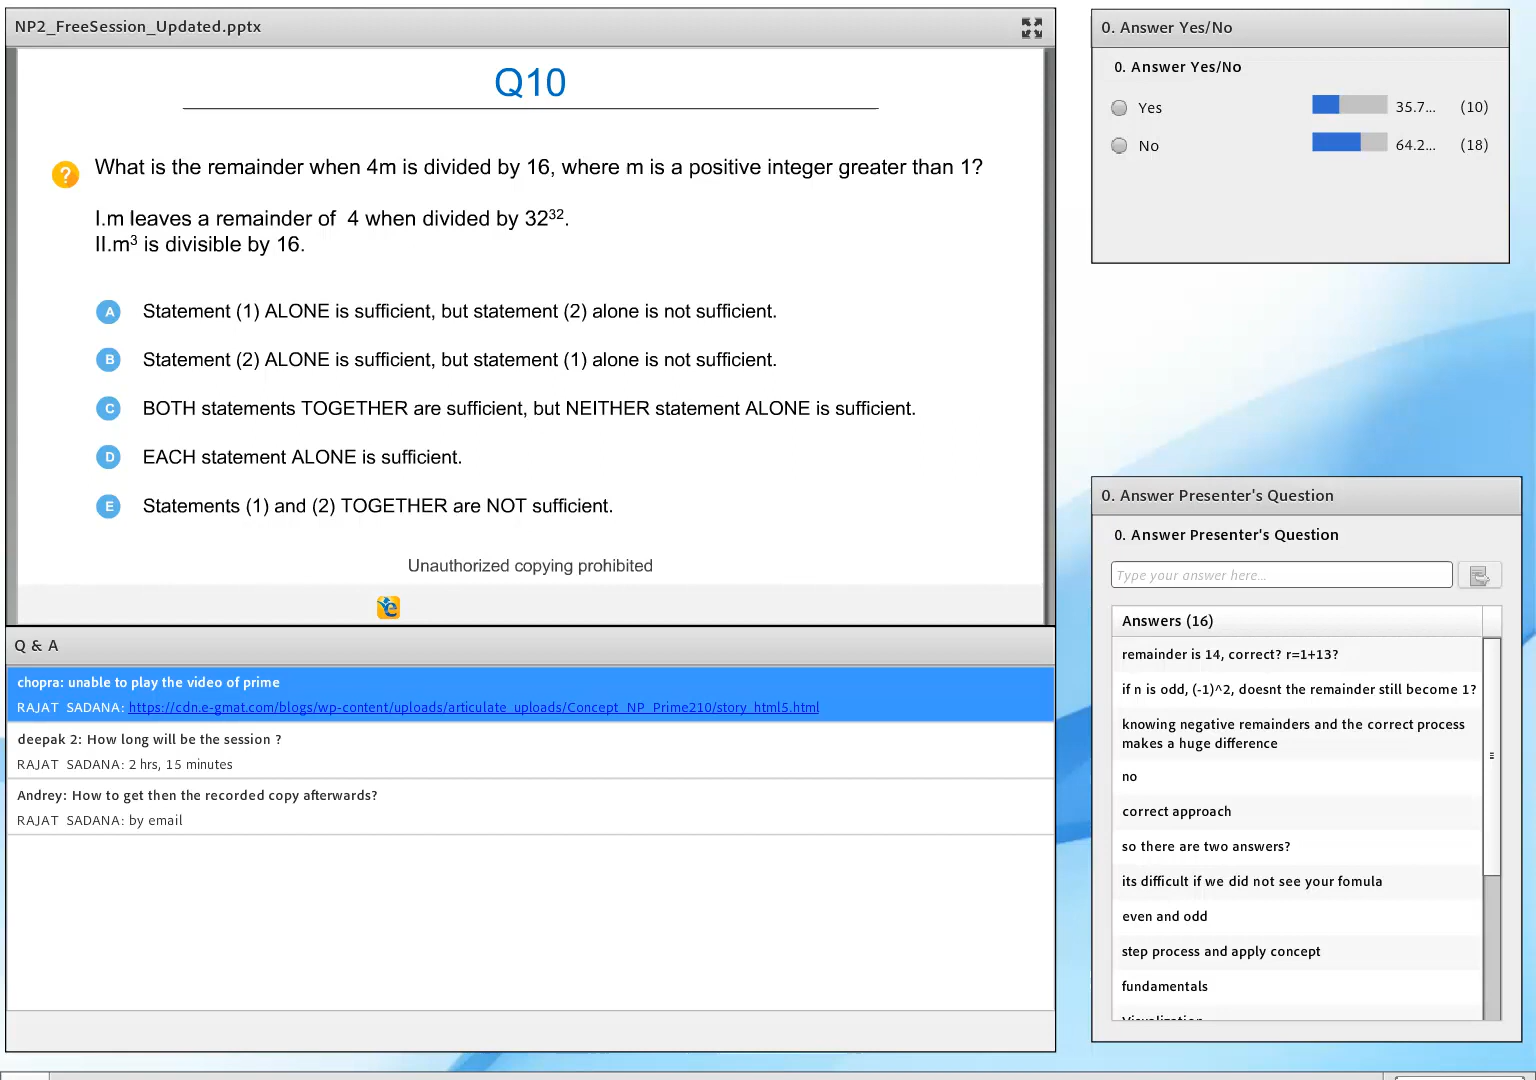 NP2_FreeSession_Updated.pptx
Q10
What is the remainder when 4m is divided by 16, where m is a positive integer greater than 1?
I.m leaves a remainder of 4 when divided by 32³².
II.m³ is divisible by 16.
A Statement (1) ALONE is sufficient, but statement (2) alone is not sufficient.
B Statement (2) ALONE is sufficient, but statement (1) alone is not sufficient.
C BOTH statements TOGETHER are sufficient, but NEITHER statement ALONE is sufficient.
D EACH statement ALONE is sufficient.
E Statements (1) and (2) TOGETHER are NOT sufficient.
Unauthorized copying prohibited
Q & A
chopra: unable to play the video of prime
RAJAT SADANA: https://cdn.e-gmat.com/blogs/wp-content/uploads/articulate_uploads/Concept_NP_Prime210/story_html5.html
deepak 2: How long will be the session ?
RAJAT SADANA: 2 hrs, 15 minutes
Andrey: How to get then the recorded copy afterwards?
RAJAT SADANA: by email
0. Answer Yes/No
0. Answer Yes/No
Yes 35.7... (10)
No 64.2... (18)
0. Answer Presenter's Question
0. Answer Presenter's Question
Type your answer here...
Answers (16)
remainder is 14, correct? r=1+13?
if n is odd, (-1)^2, doesnt the remainder still become 1?
knowing negative remainders and the correct process
makes a huge difference
no
correct approach
so there are two answers?
its difficult if we did not see your fomula
even and odd
step process and apply concept
fundamentals
Visualization